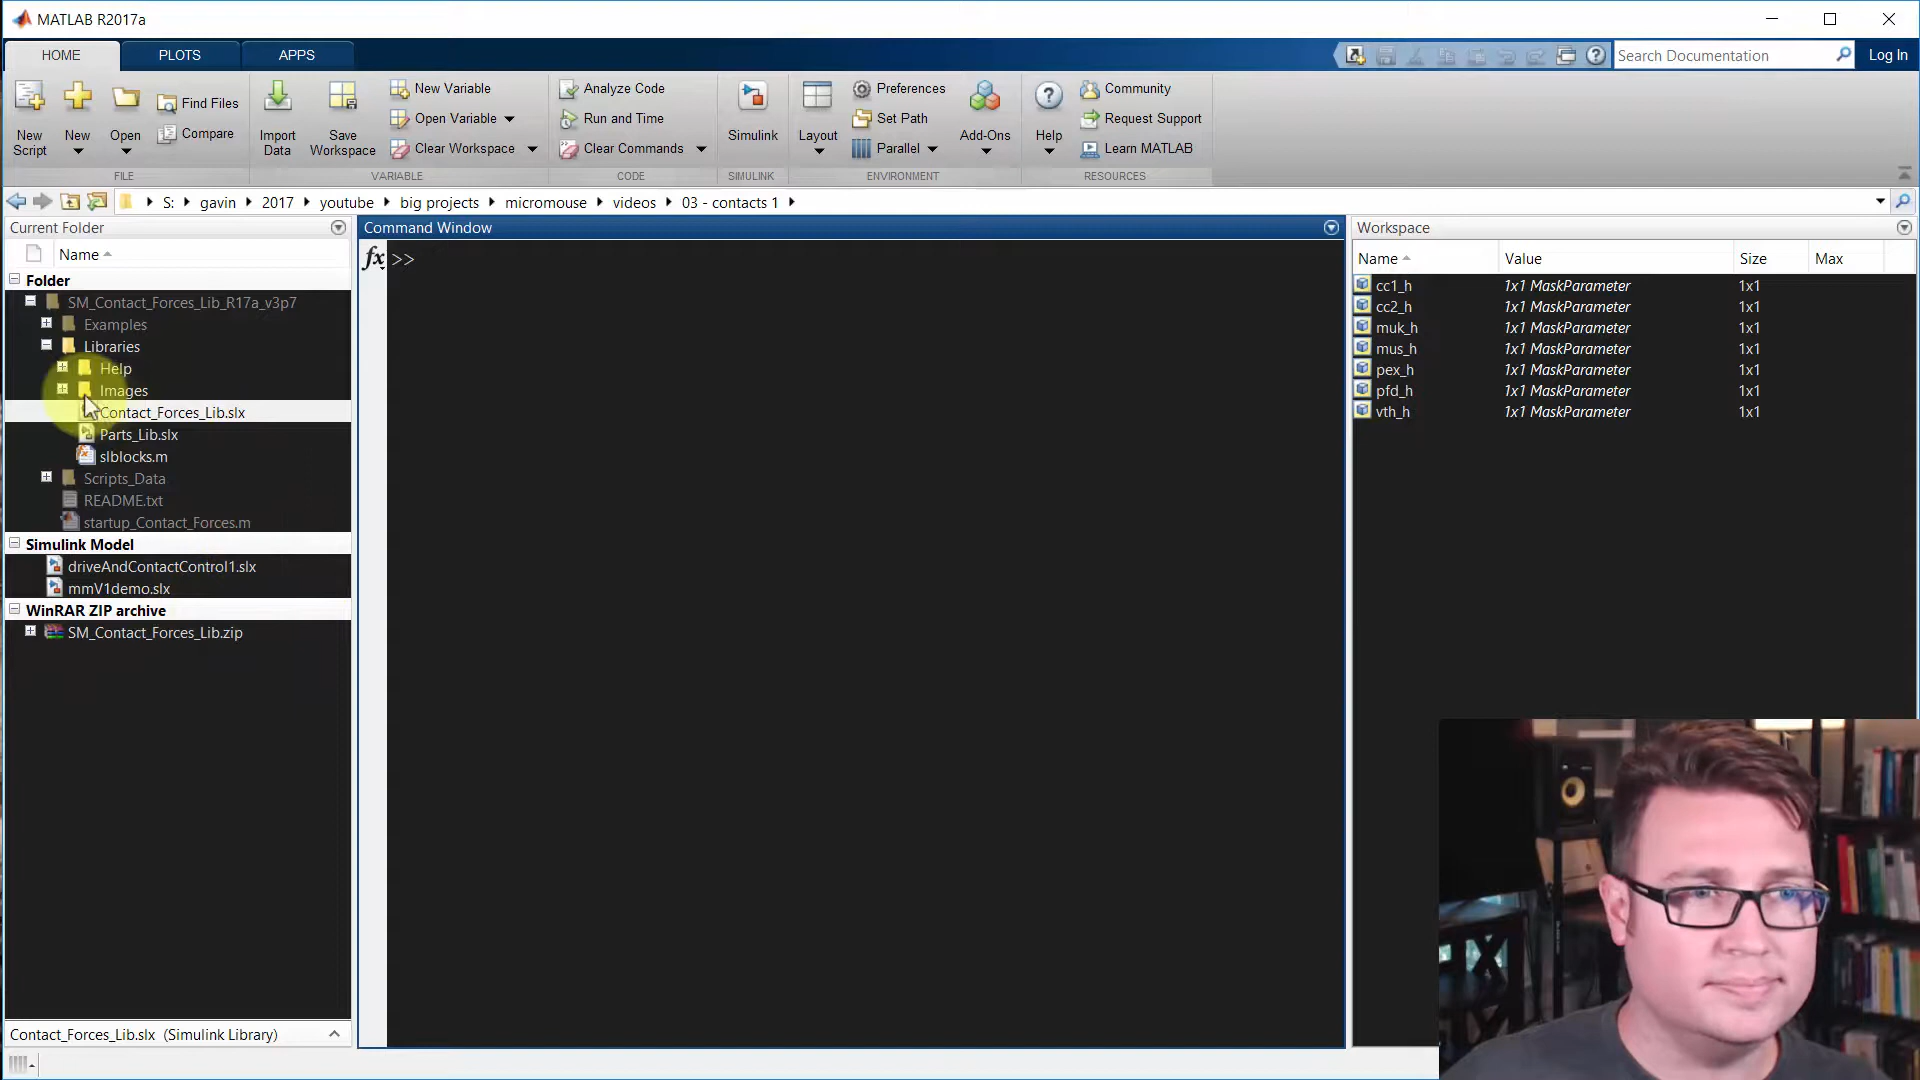 MATLAB R2017a
HOME PLOTS APPS
Search Documentation Log In
New Script
New
Open
Find Files
Compare
FILE
Import Data
Save Workspace
New Variable
Open Variable
Clear Workspace
VARIABLE
Analyze Code
Run and Time
Clear Commands
CODE
Simulink
SIMULINK
Layout
Preferences
Set Path
Parallel
Add-Ons
ENVIRONMENT
Help
Community
Request Support
Learn MATLAB
RESOURCES
S: gavin 2017 youtube big projects micromouse videos 03 - contacts 1
Current Folder
Name
Folder
SM_Contact_Forces_Lib_R17a_v3p7
Examples
Libraries
Help
Images
Contact_Forces_Lib.slx
Parts_Lib.slx
slblocks.m
Scripts_Data
README.txt
startup_Contact_Forces.m
Simulink Model
driveAndContactControl1.slx
mmV1demo.slx
WinRAR ZIP archive
SM_Contact_Forces_Lib.zip
Contact_Forces_Lib.slx (Simulink Library)
Command Window
fx >>
Workspace
Name Value Size Max
cc1_h 1x1 MaskParameter 1x1
cc2_h 1x1 MaskParameter 1x1
muk_h 1x1 MaskParameter 1x1
mus_h 1x1 MaskParameter 1x1
pex_h 1x1 MaskParameter 1x1
pfd_h 1x1 MaskParameter 1x1
vth_h 1x1 MaskParameter 1x1